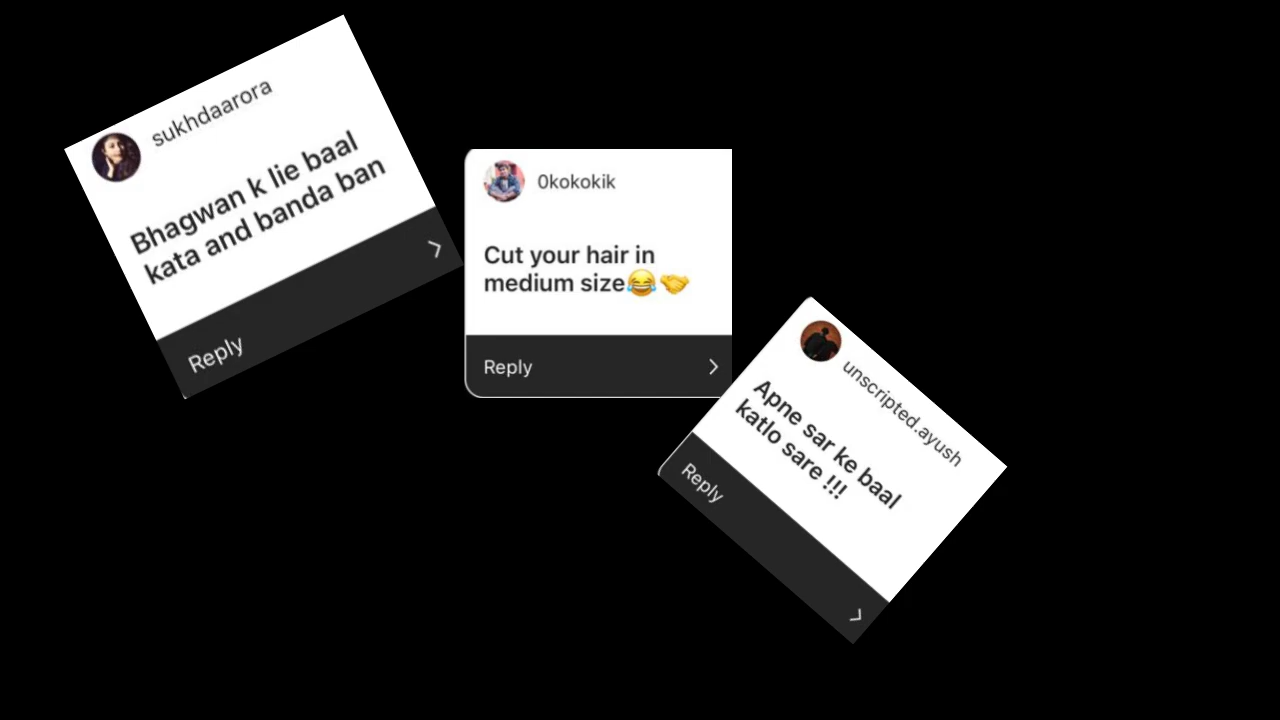 sukhdaarora
Bhagwan k lie baal
kata and banda ban
Reply
0kokokik
Cut your hair in
medium size😂🤝
Reply
unscripted.ayush
Apne sar ke baal
katlo sare !!!
Reply